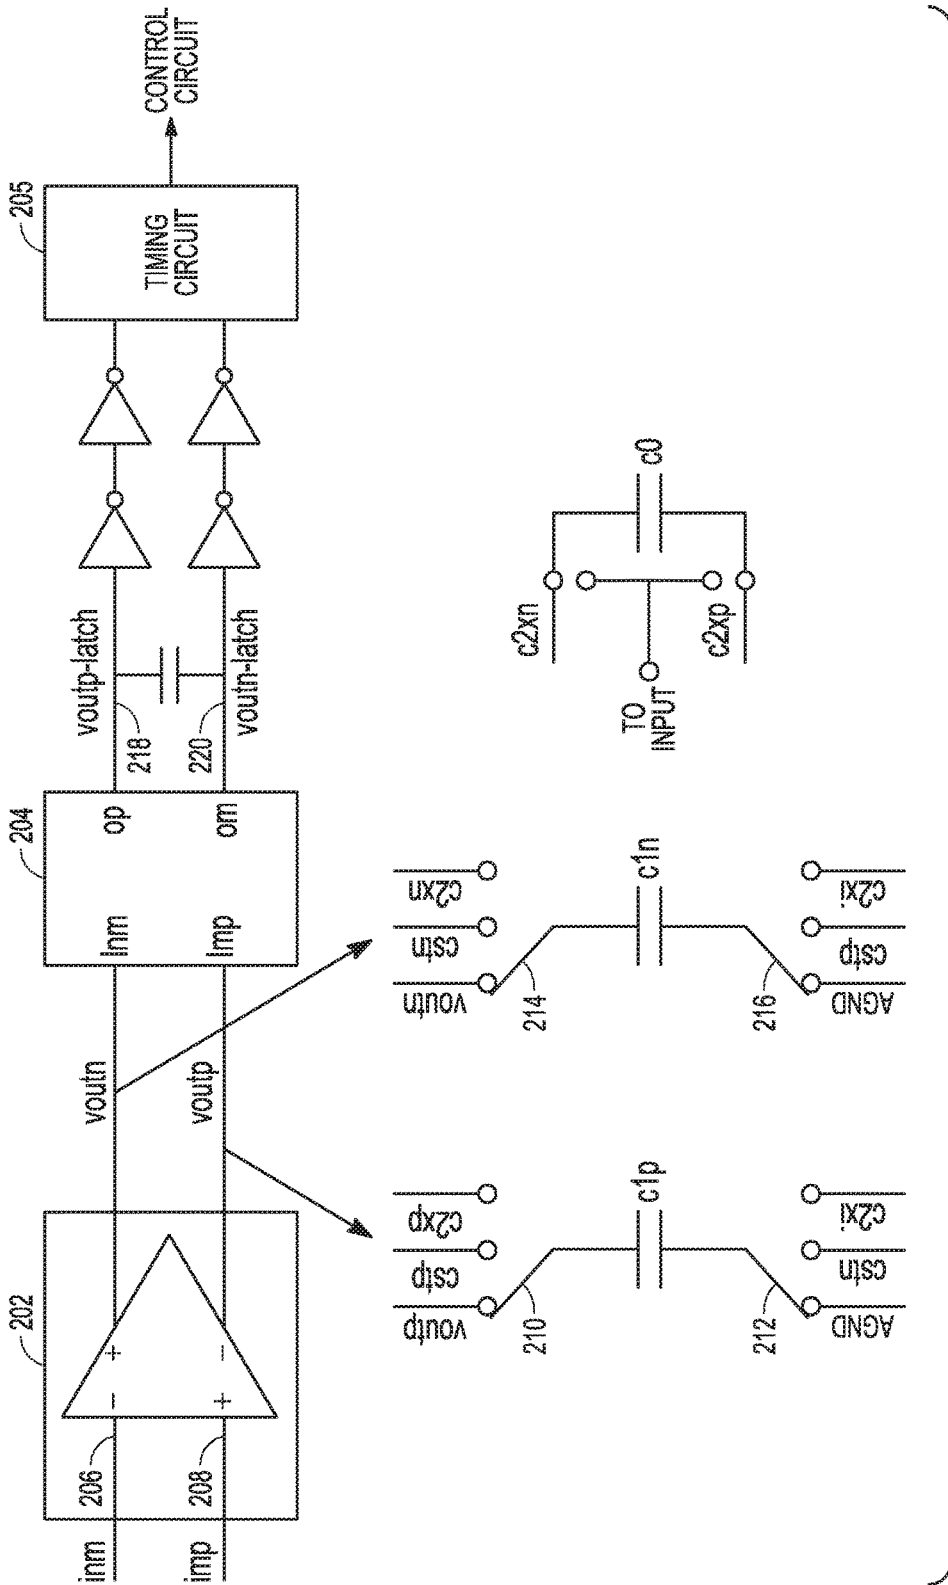 inm
imp
206
208
202
- +
+ -
voutn
voutp
Inm
Imp
op
om
204
voutp-latch
218
220
voutn-latch
TIMING
CIRCUIT
205
CONTROL
CIRCUIT
voutp
cstp
c2xp
210
c1p
212
AGND
cstn
c2xi
voutn
cstn
c2xn
214
c1n
216
AGND
cstp
c2xi
c2xn
TO
INPUT
c2xp
c0